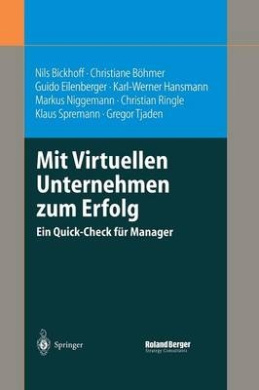 Nils Bickhoff · Christiane Böhmer
Guido Eilenberger · Karl-Werner Hansmann
Markus Niggemann · Christian Ringle
Klaus Spremann · Gregor Tjaden
Mit Virtuellen
Unternehmen
zum Erfolg
Ein Quick-Check für Manager
Springer
Roland Berger
Strategy Consultants